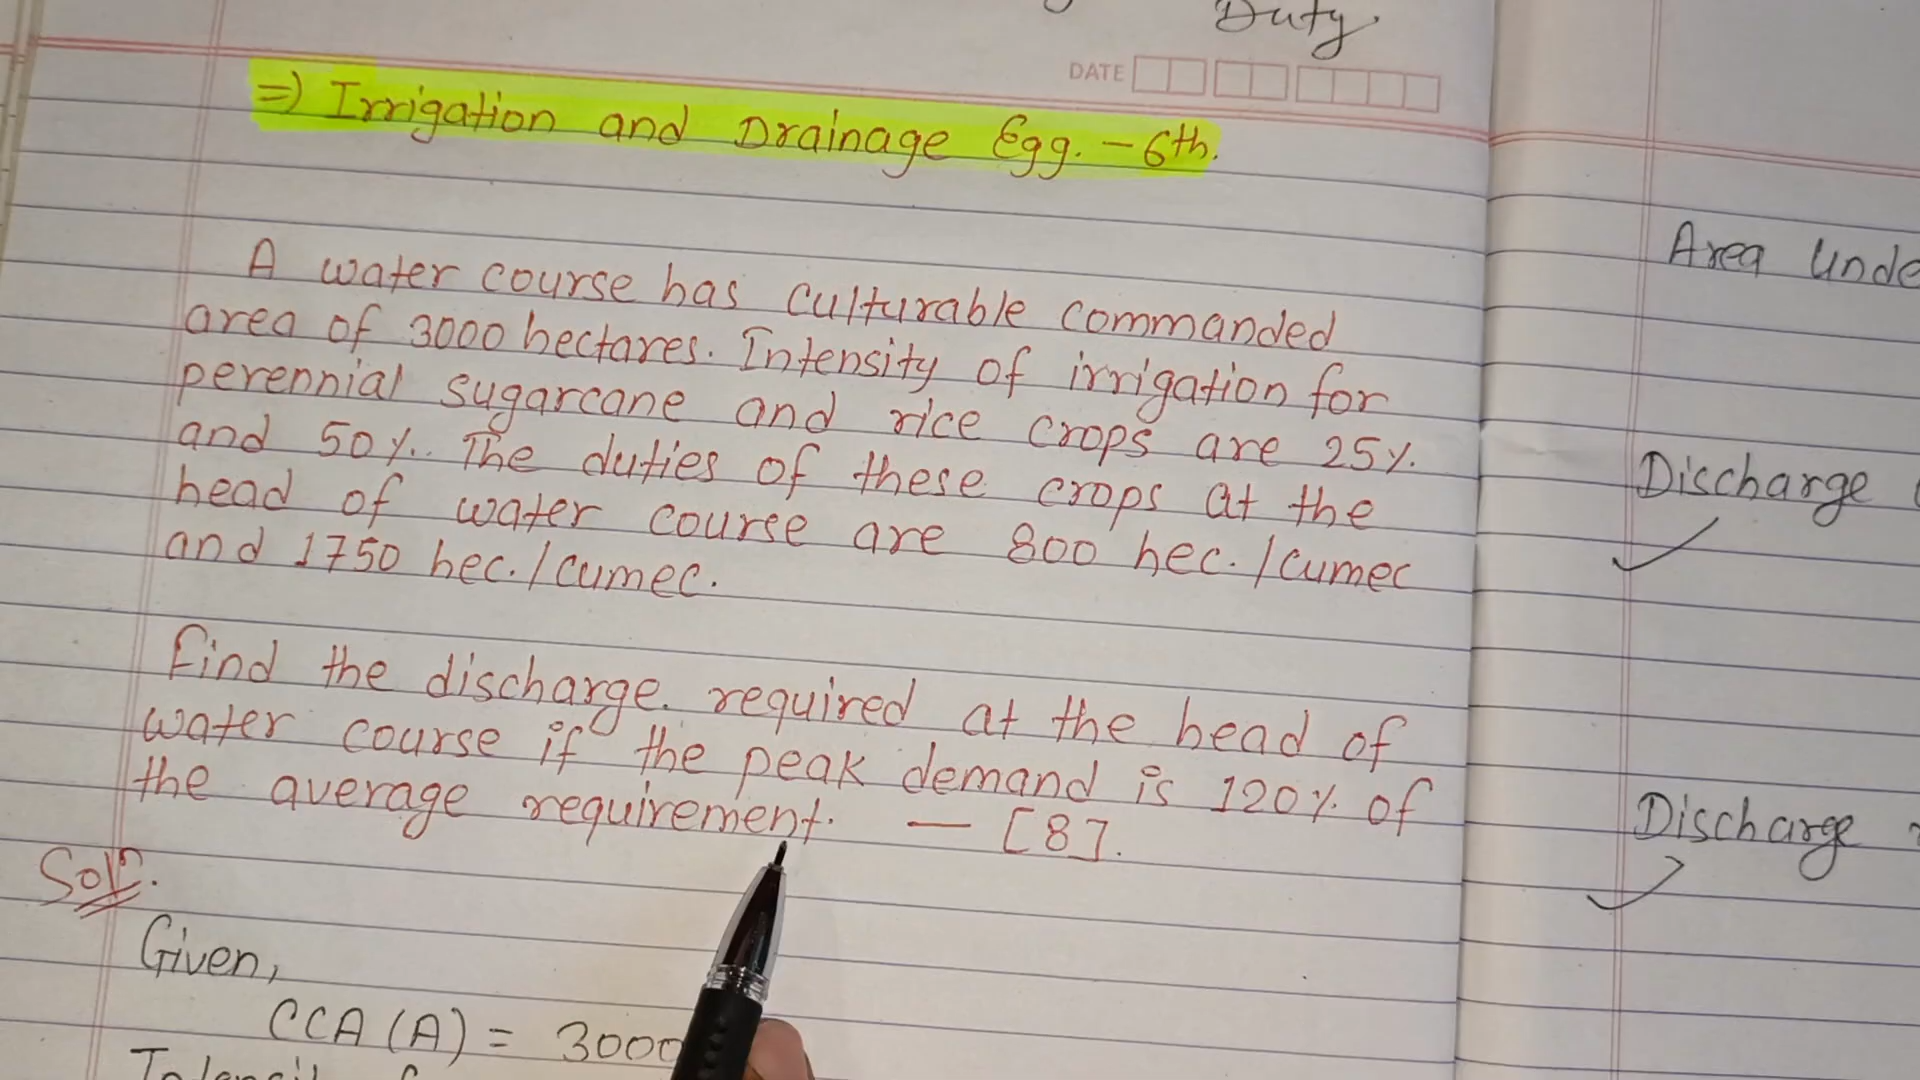 Duty
DATE
=> Irrigation and Drainage Egg. - 6th.
A water course has culturable commanded
area of 3000 hectares. Intensity of irrigation for
perennial sugarcane and rice crops are 25%.
and 50%. The duties of these crops at the
head of water course are 800 hec./cumec
and 1750 hec./cumec.
Find the discharge required at the head of
water course if the peak demand is 120% of
the average requirement. — [8].
Solⁿ.
Given,
CCA (A) = 3000
Area Unde
Discharge
Discharge